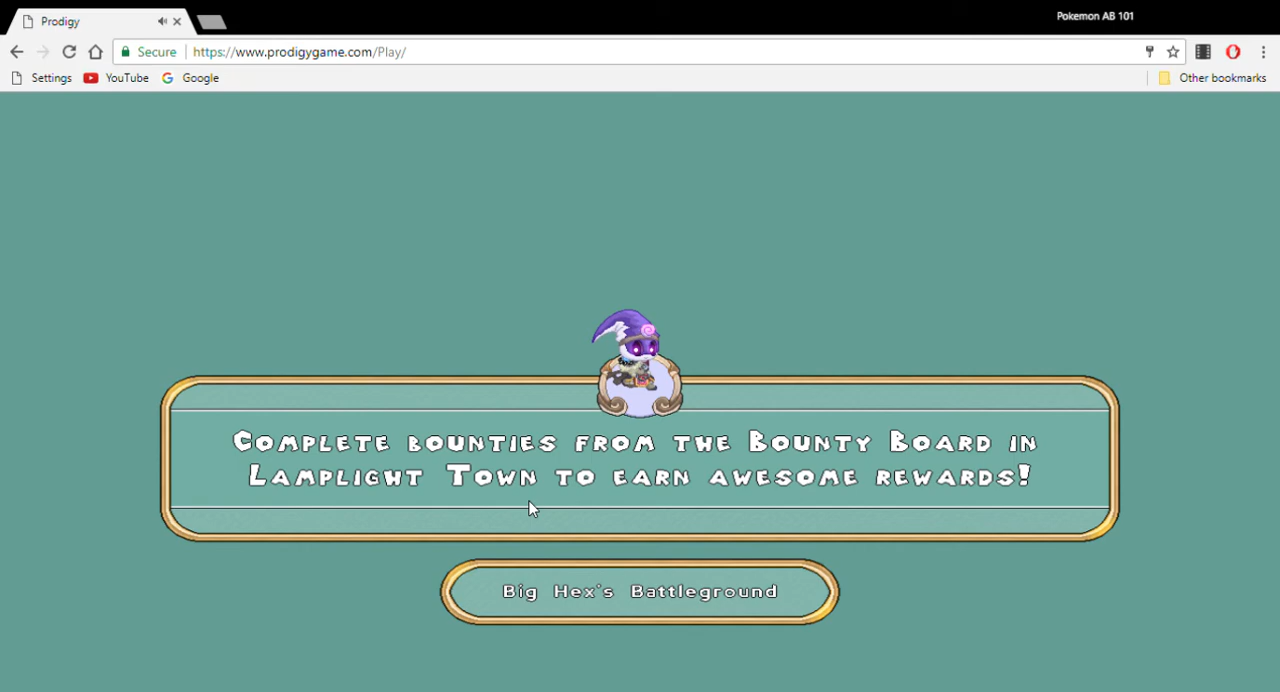 Prodigy
Pokemon AB 101
Secure https://www.prodigygame.com/Play/
Settings YouTube Google Other bookmarks
Complete bounties from the Bounty Board in
Lamplight Town to earn awesome rewards!
Big Hex's Battleground